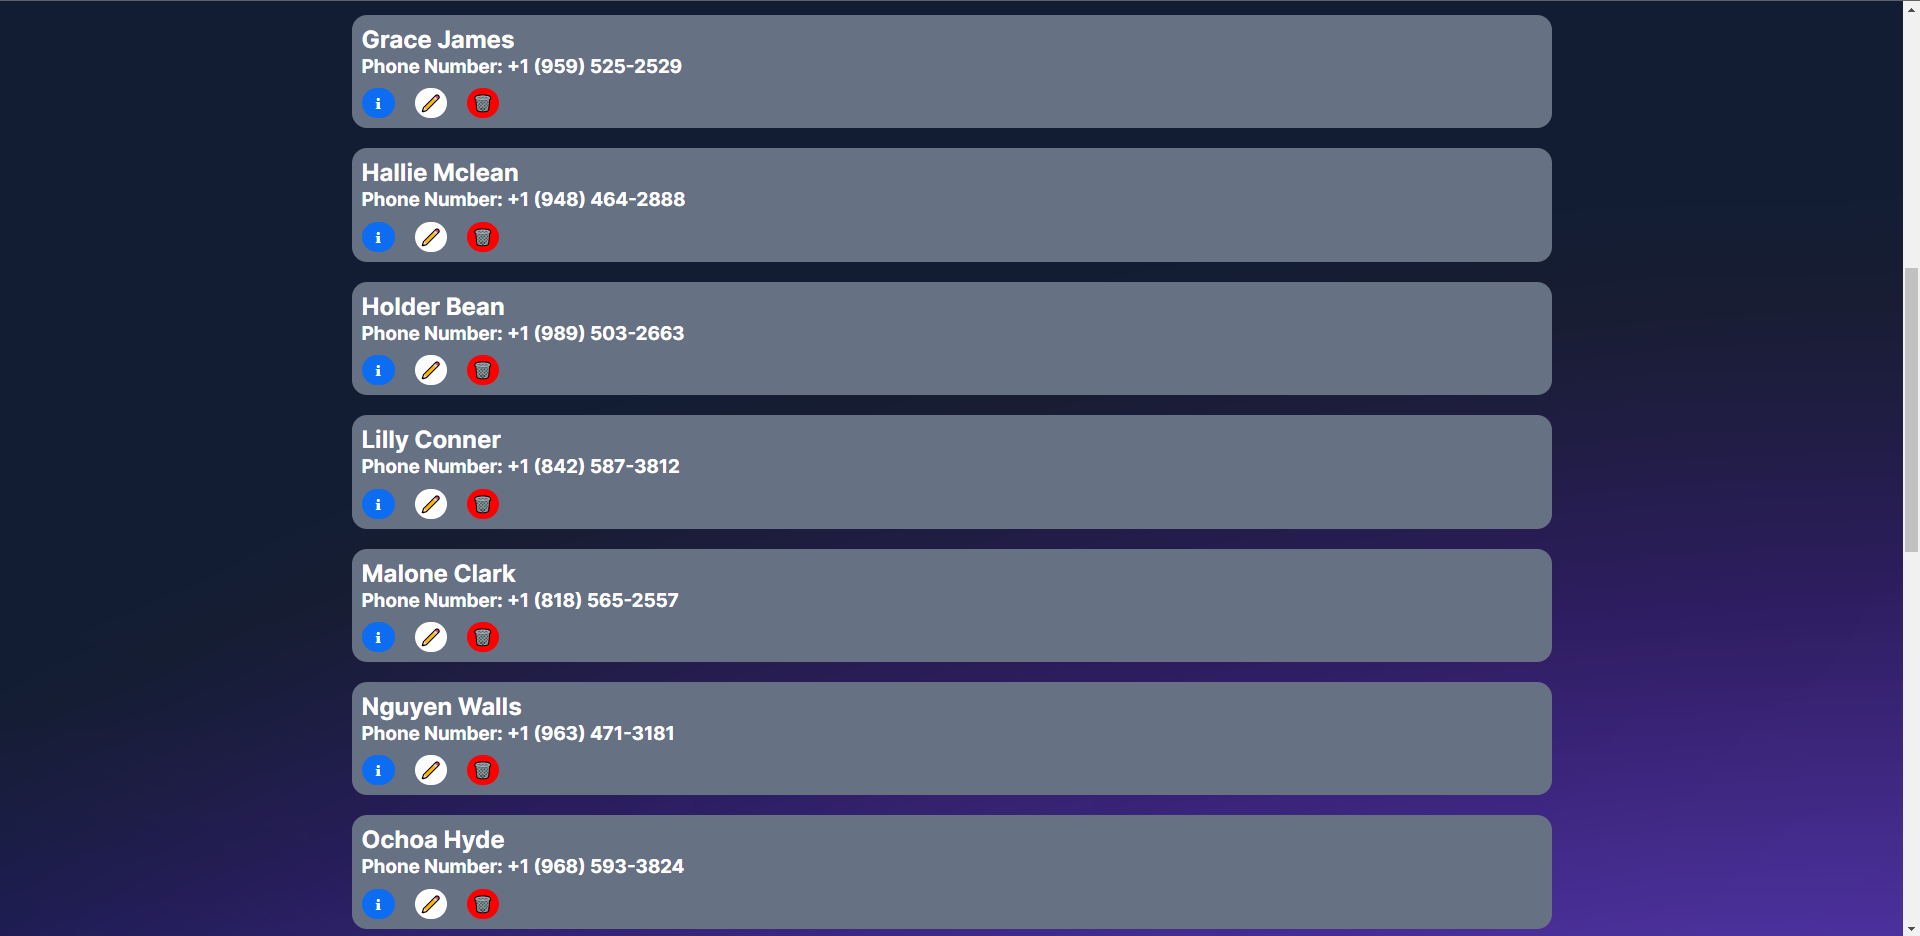 Grace James
Phone Number: +1 (959) 525-2529
i
Hallie Mclean
Phone Number: +1 (948) 464-2888
i
Holder Bean
Phone Number: +1 (989) 503-2663
i
Lilly Conner
Phone Number: +1 (842) 587-3812
i
Malone Clark
Phone Number: +1 (818) 565-2557
i
Nguyen Walls
Phone Number: +1 (963) 471-3181
i
Ochoa Hyde
Phone Number: +1 (968) 593-3824
i